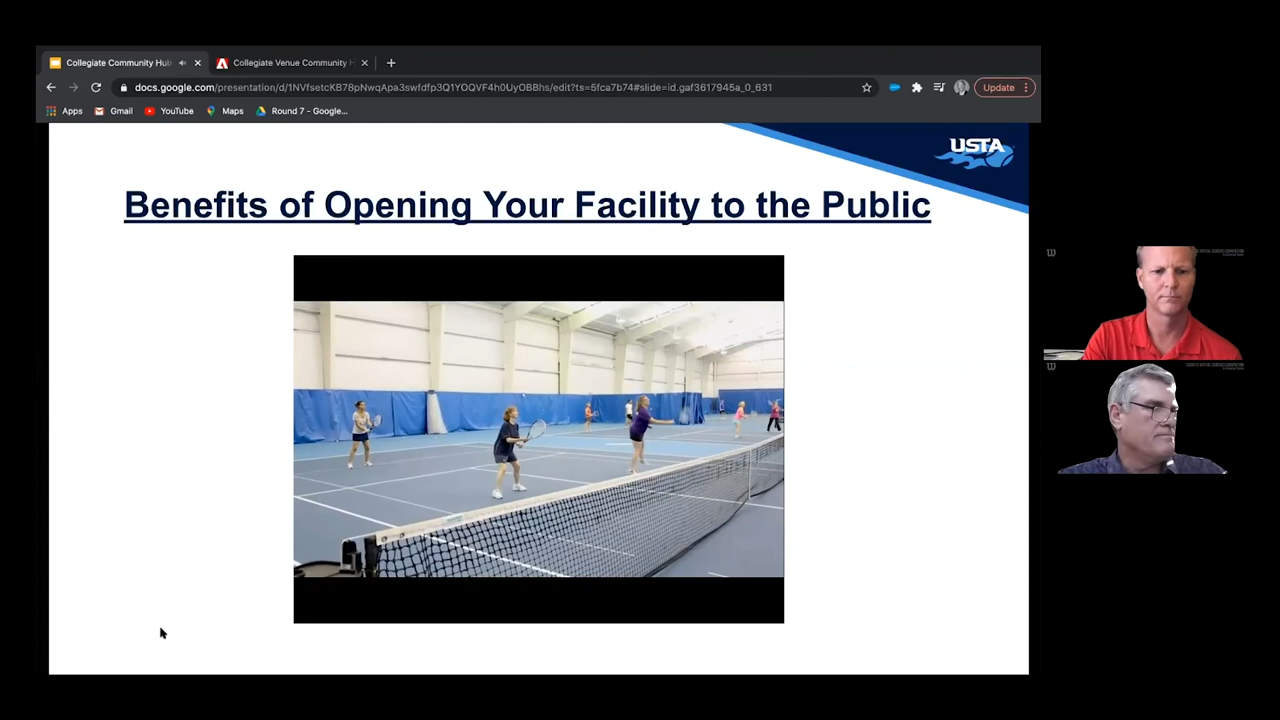 Collegiate Community Hub
Collegiate Venue Community H
docs.google.com/presentation/d/1NVfsetcKB78pNwqApa3swfdfp3Q1YOQVF4h0UyOBBhs/edit?ts=5fca7b74#slide=id.gaf3617945a_0_631
Update
Apps
Gmail
YouTube
Maps
Round 7 - Google...
USTA
Benefits of Opening Your Facility to the Public